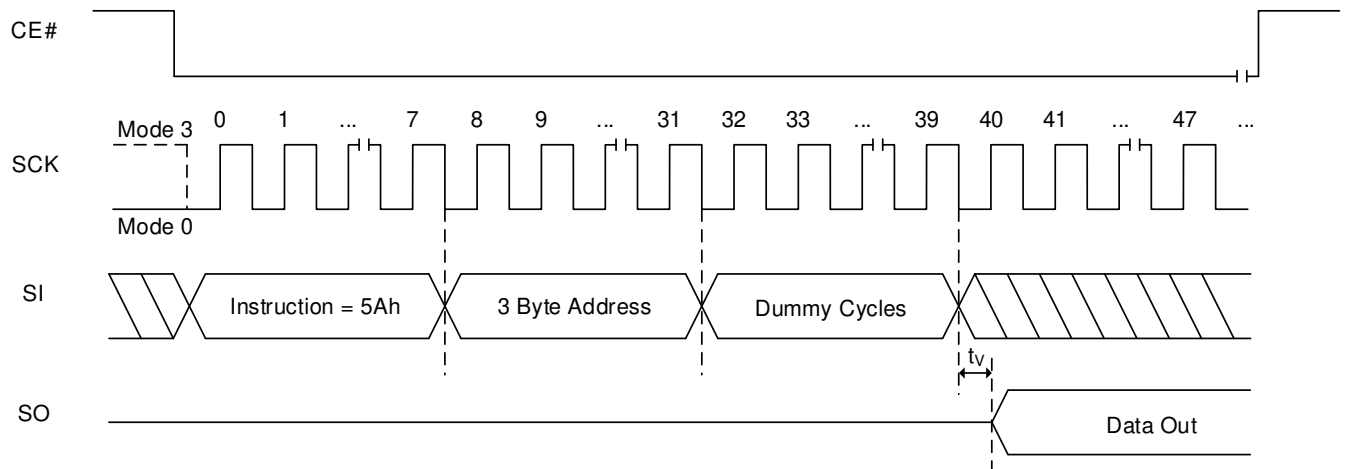 CE#
SCK
Mode 3
0 1 ... 7 8 9 ... 31 32 33 ... 39 40 41 ... 47 ...
Mode 0
SI
Instruction = 5Ah
3 Byte Address
Dummy Cycles
tV
SO
Data Out